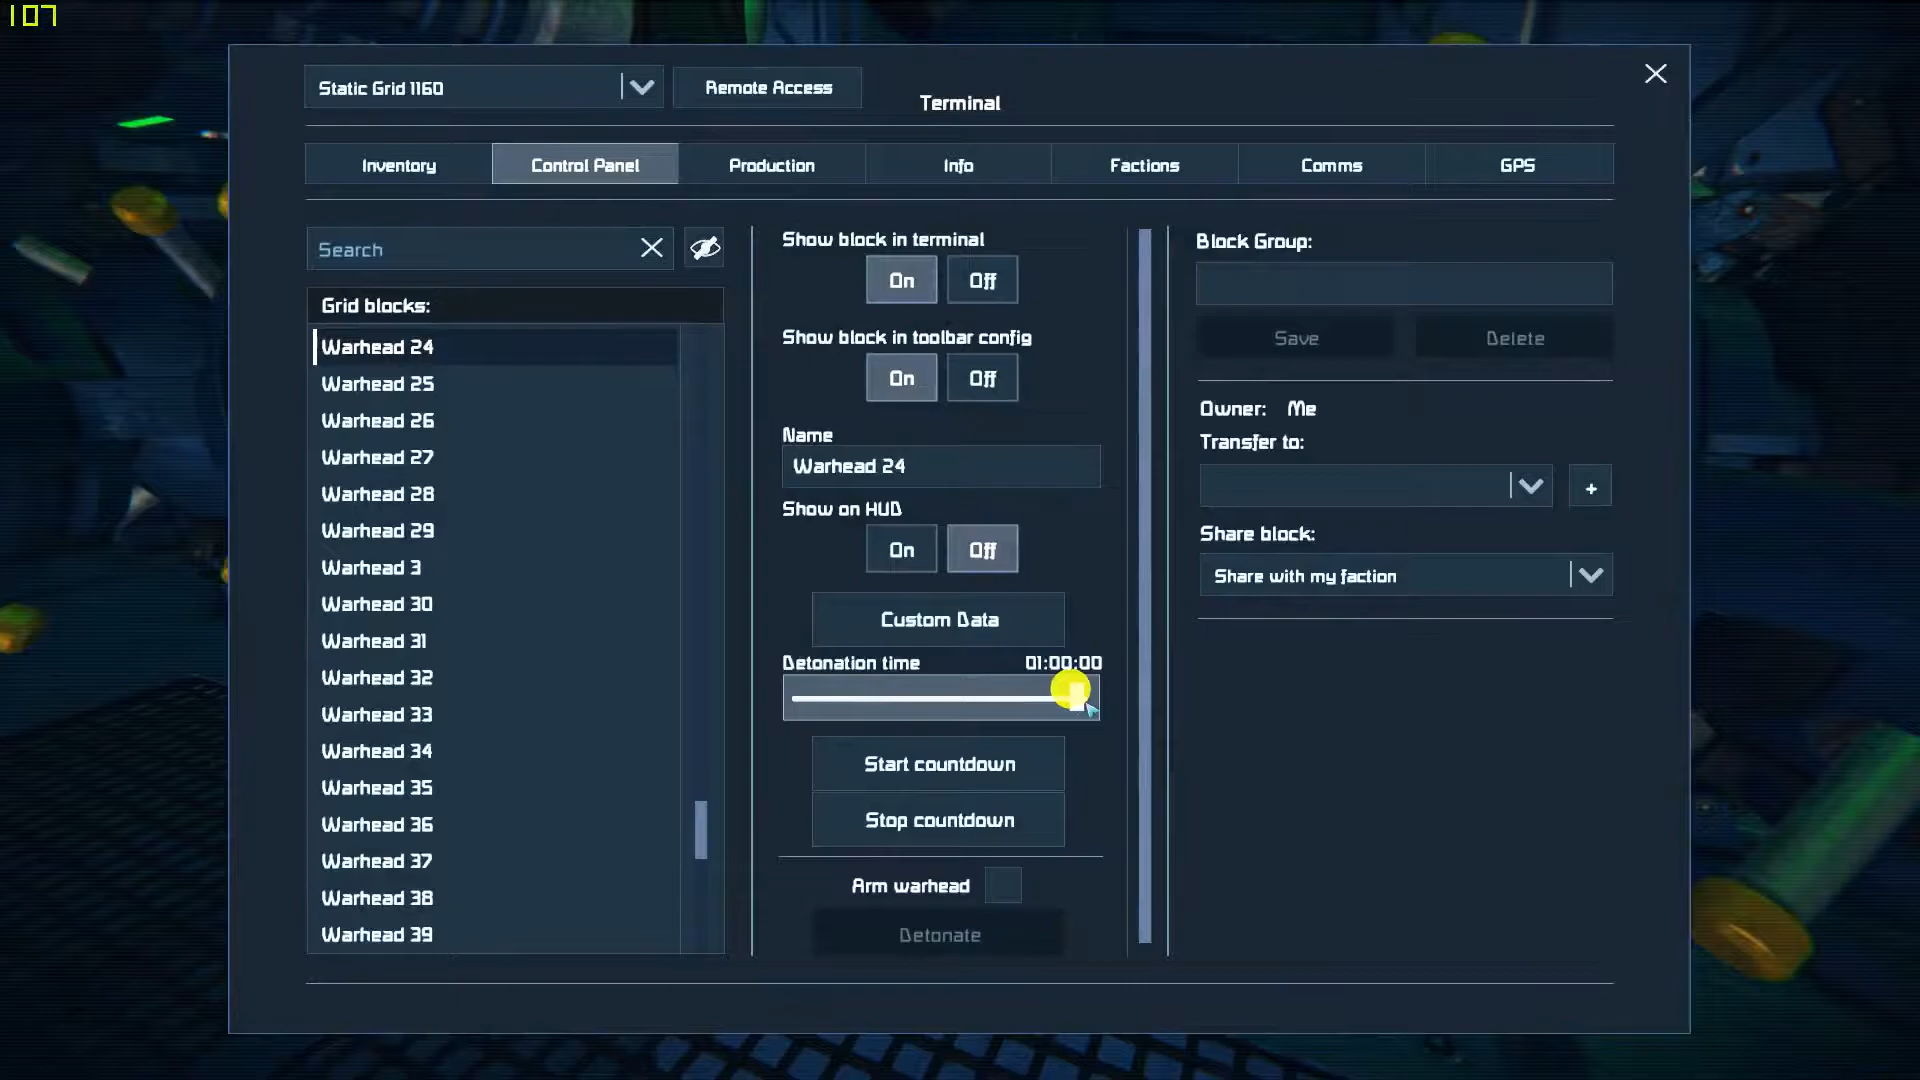 107
Static Grid 1160
Remote Access
Terminal
Inventory
Control Panel
Production
Info
Factions
Comms
GPS
Search
Grid blocks:
Warhead 24
Warhead 25
Warhead 26
Warhead 27
Warhead 28
Warhead 29
Warhead 3
Warhead 30
Warhead 31
Warhead 32
Warhead 33
Warhead 34
Warhead 35
Warhead 36
Warhead 37
Warhead 38
Warhead 39
Show block in terminal
On Off
Show block in toolbar config
On Off
Name
Warhead 24
Show on HUD
On Off
Custom Data
Detonation time 01:00:00
Start countdown
Stop countdown
Arm warhead
Detonate
Block Group:
Save Delete
Owner: Me
Transfer to:
+
Share block:
Share with my faction